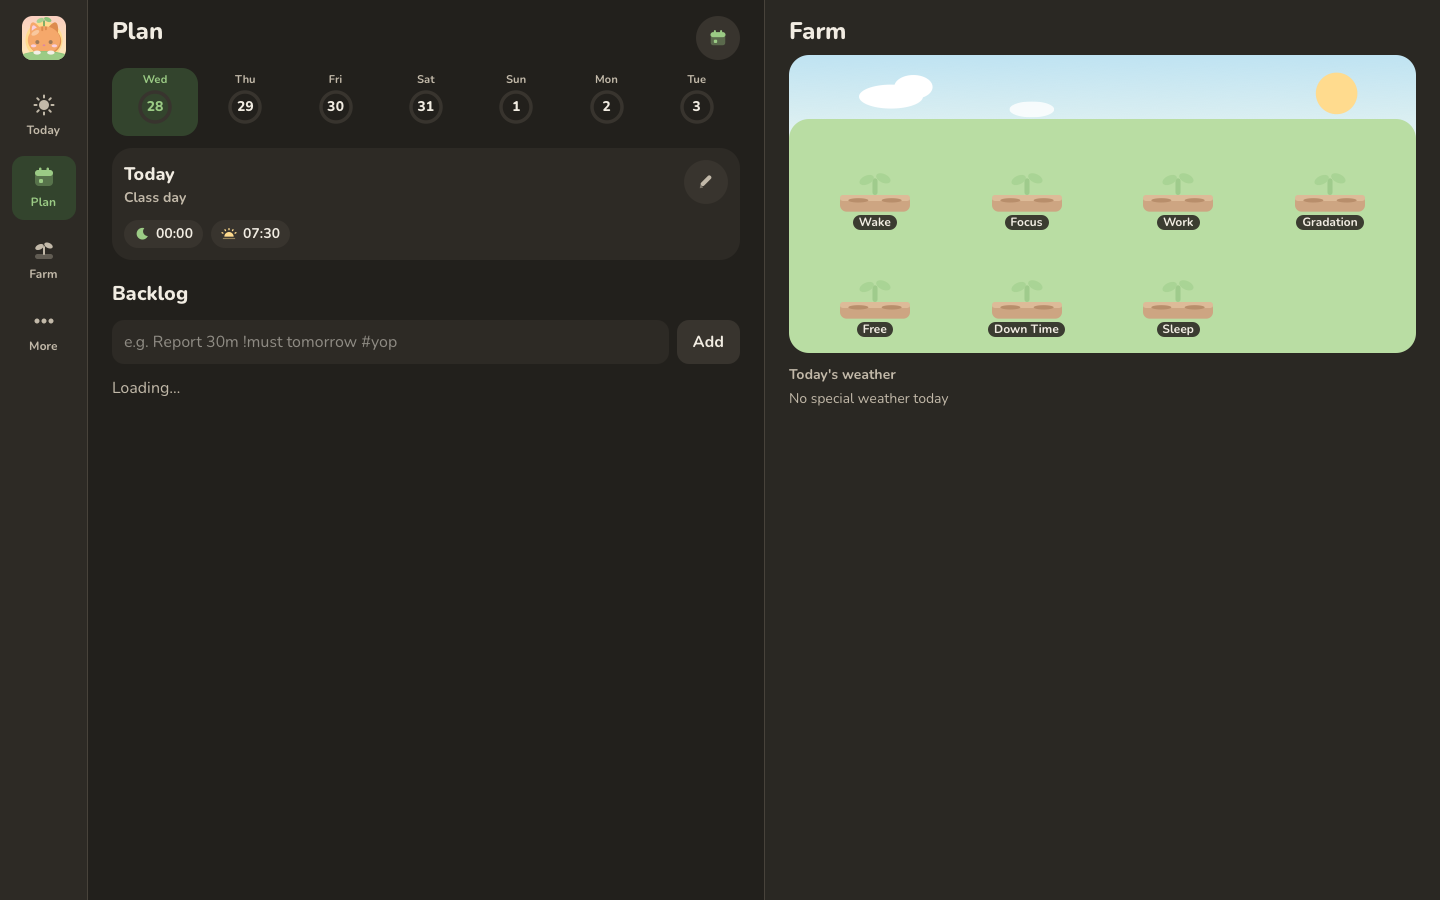 Today
Plan
Farm
More
Plan
Wed Thu Fri Sat Sun Mon Tue
28 29 30 31 1 2 3
Today
Class day
00:00 07:30
Backlog
e.g. Report 30m !must tomorrow #yop
Add
Loading...
Farm
Wake Focus Work Gradation
Free Down Time Sleep
Today's weather
No special weather today